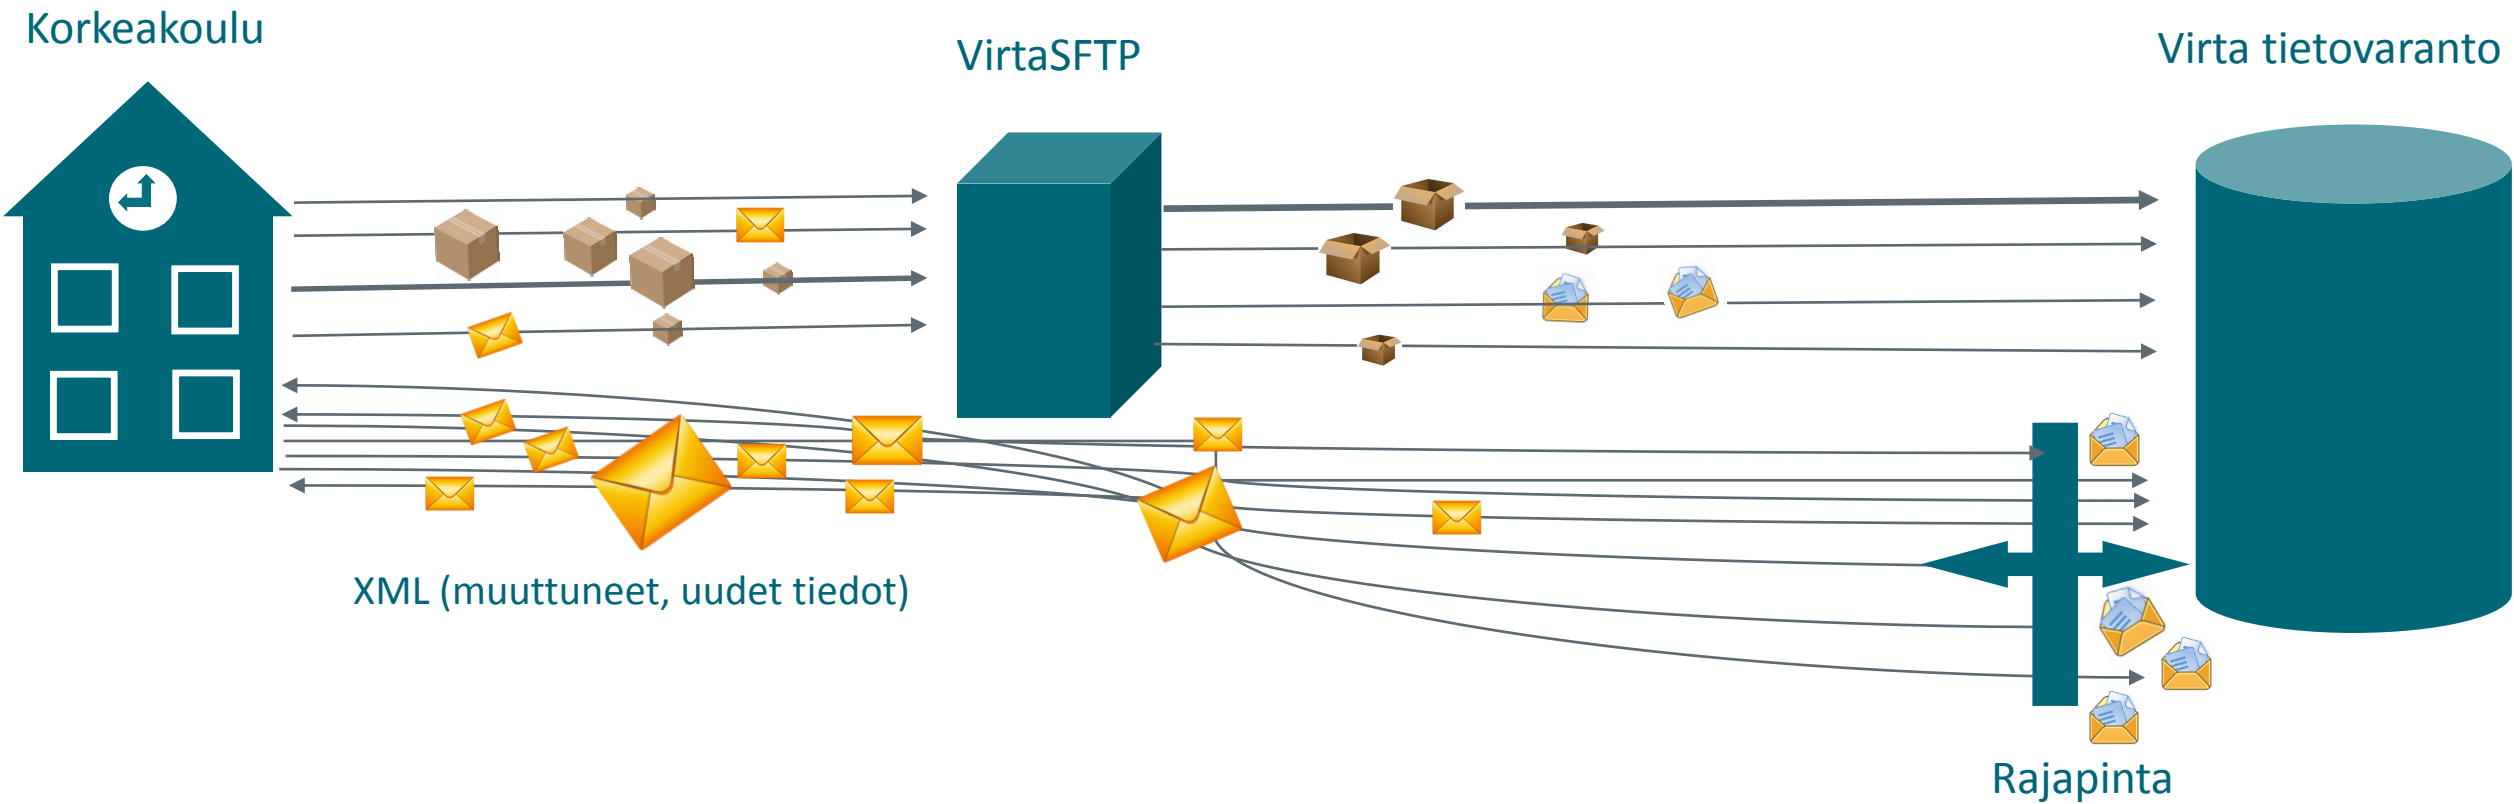 Korkeakoulu
VirtaSFTP
Virta tietovaranto
XML (muuttuneet, uudet tiedot)
Rajapinta